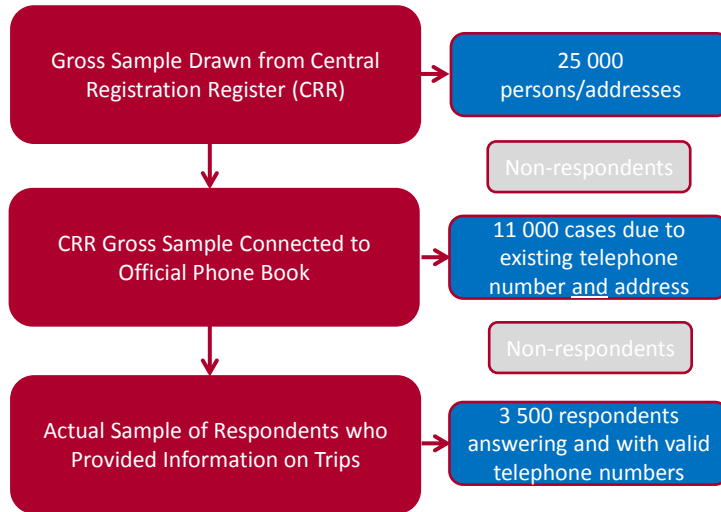 Gross Sample Drawn from Central
Registration Register (CRR)
25 000
persons/addresses
Non-respondents
CRR Gross Sample Connected to
Official Phone Book
11 000 cases due to
existing telephone
number and address
Non-respondents
Actual Sample of Respondents who
Provided Information on Trips
3 500 respondents
answering and with valid
telephone numbers